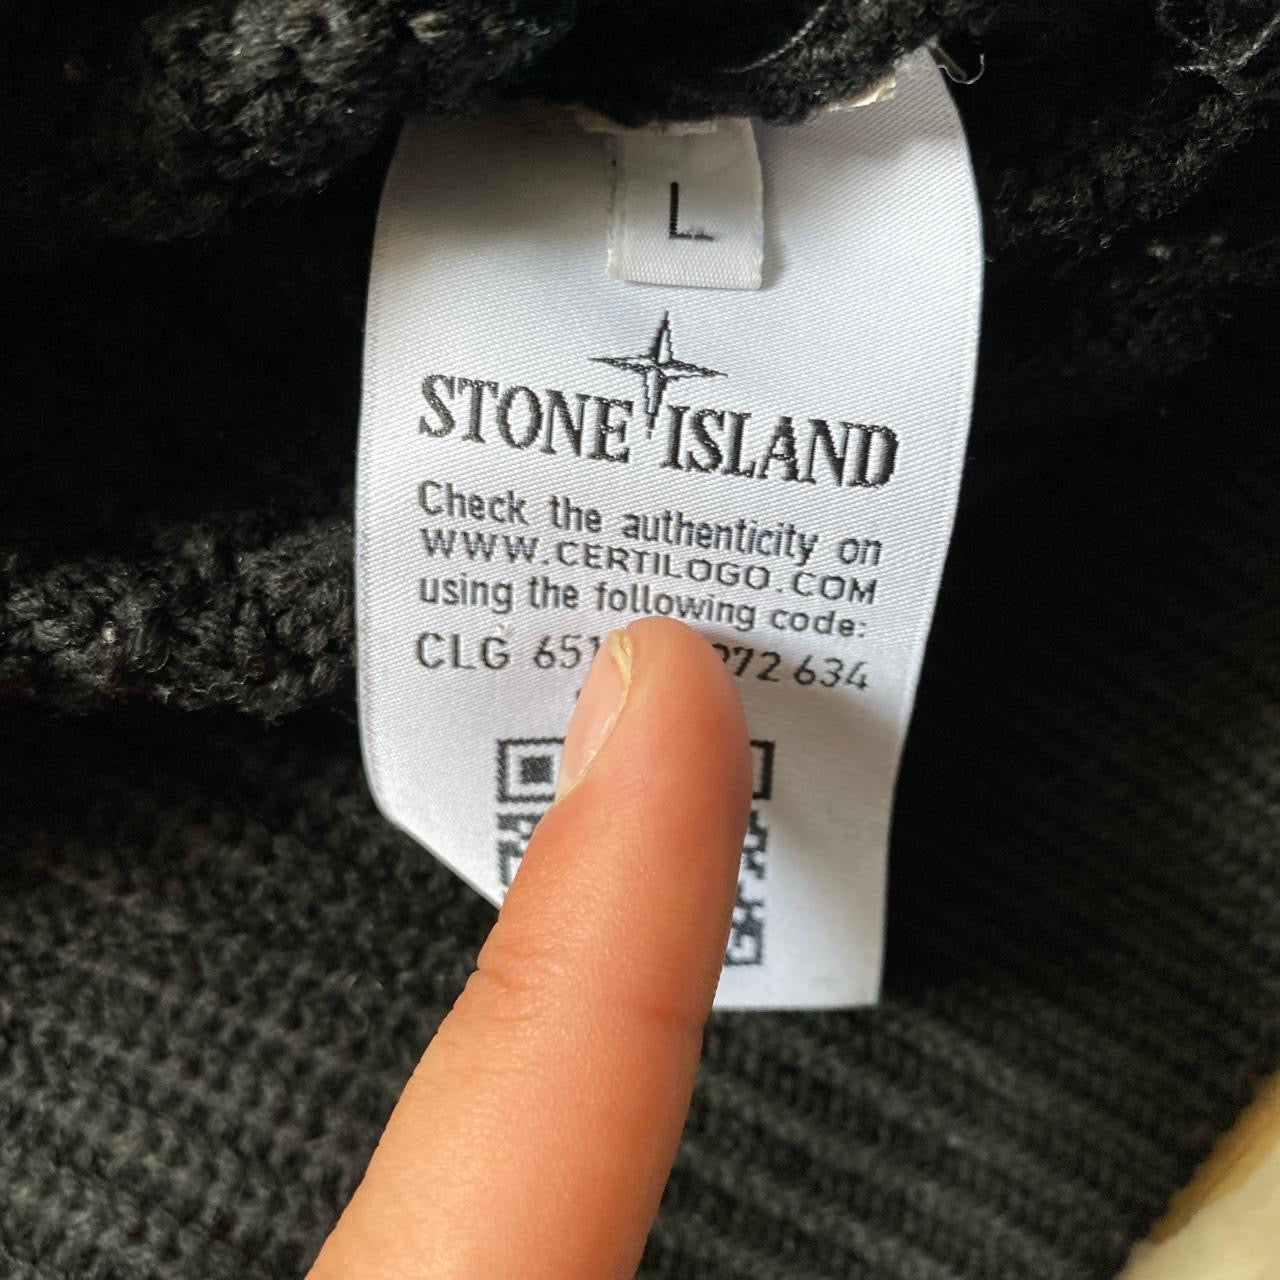 L
STONE ISLAND
Check the authenticity on
WWW.CERTILOGO.COM
using the following code:
CLG 651 72 634